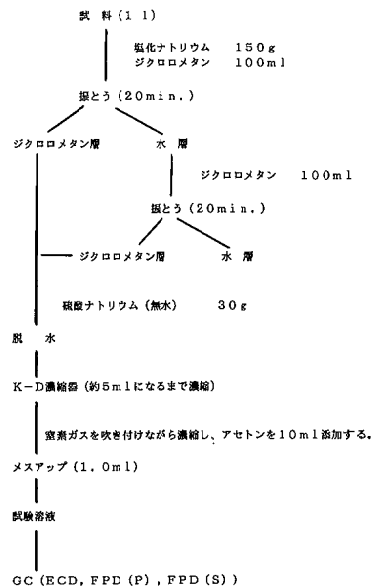 試料(1l)
塩化ナトリウム 150g
ジクロロメタン 100ml
振とう(20min.)
ジクロロメタン層 水層
ジクロロメタン 100ml
振とう(20min.)
ジクロロメタン層 水層
硫酸ナトリウム(無水) 30g
脱水
K-D濃縮器(約5mlになるまで濃縮)
窒素ガスを吹き付けながら濃縮し、アセトンを10ml添加する。
メスアップ(1.0ml)
試験溶液
GC(ECD, FPD(P), FPD(S))